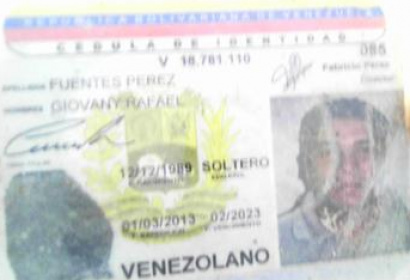 REPUBLICA BOLIVARIANA DE VENEZUELA
CEDULA DE IDENTIDAD
V 18.781.110
085
Fabricio Pérez
Director
APELLIDOS FUENTES PEREZ
NOMBRES GIOVANY RAFAEL
12/12/1989 SOLTERO
01/03/2013 02/2023
VENEZOLANO